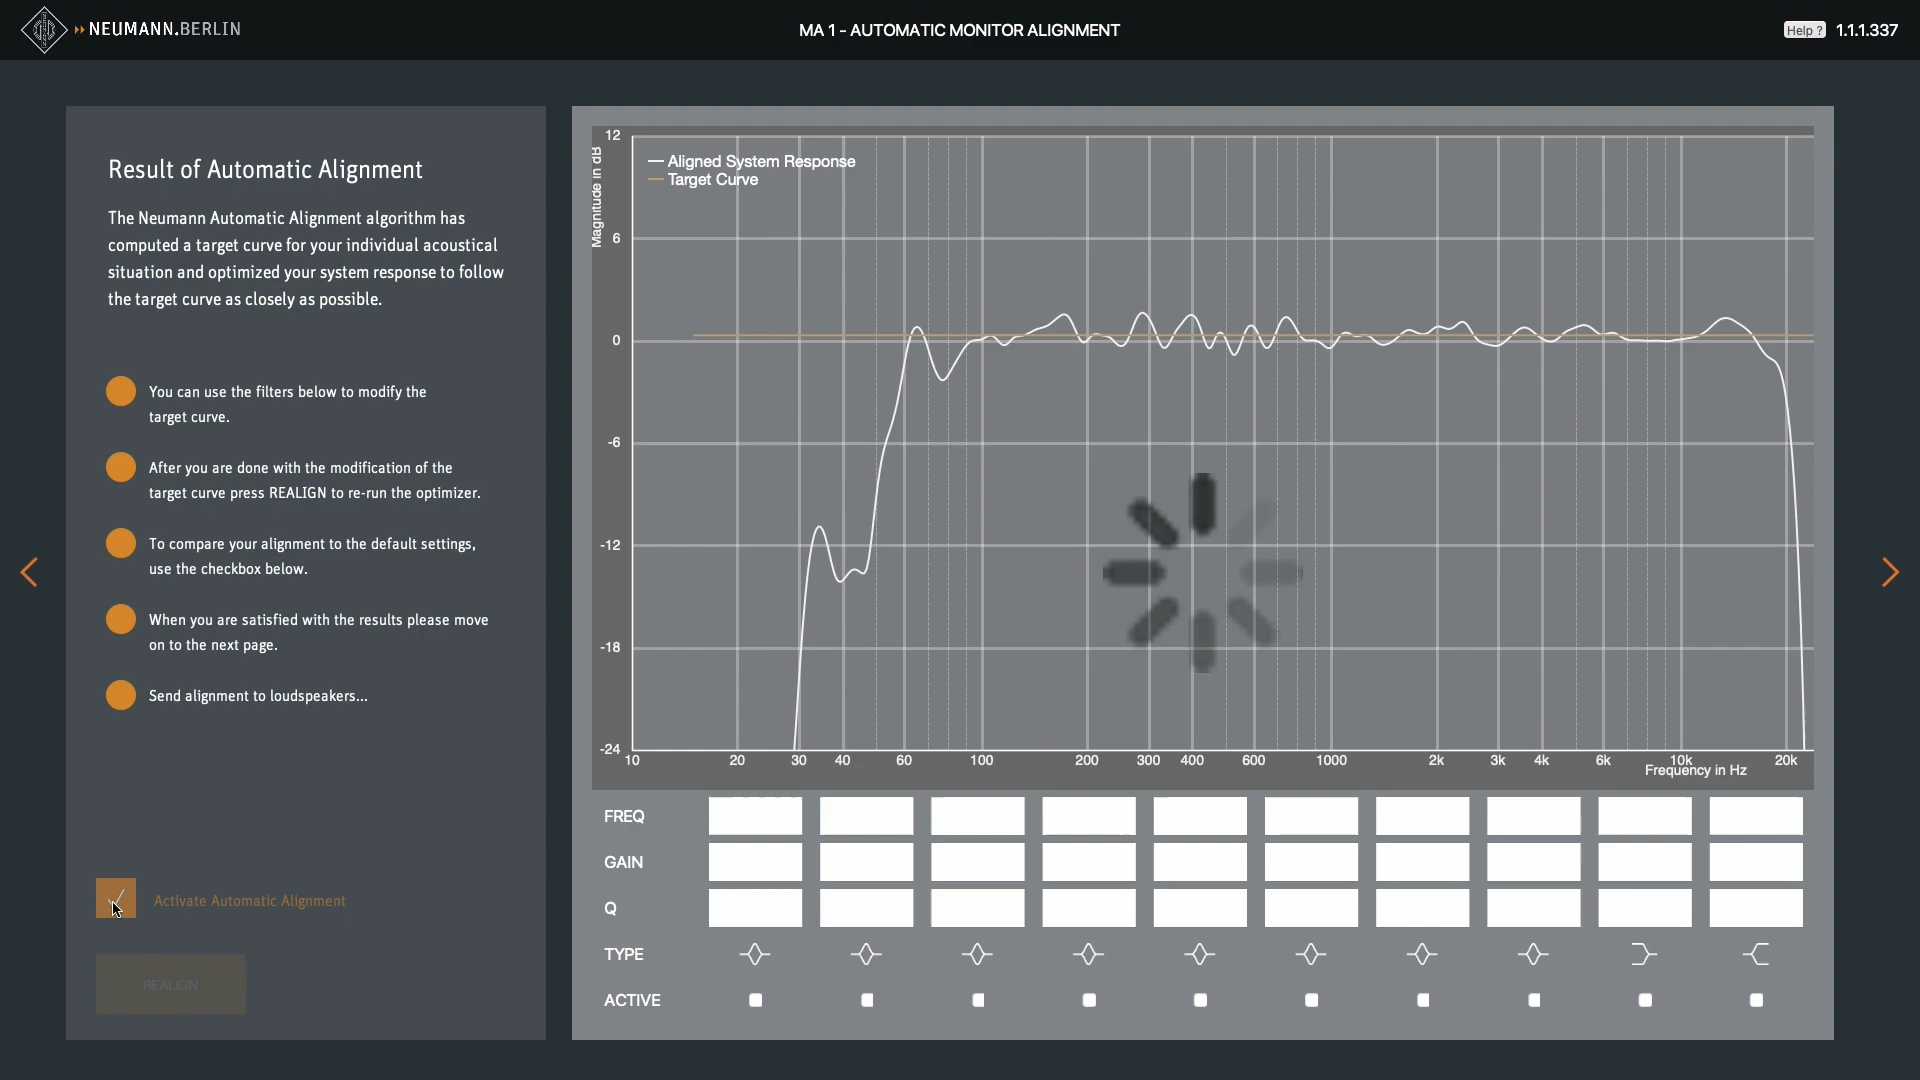 NEUMANN.BERLIN
MA 1 - AUTOMATIC MONITOR ALIGNMENT
Help ?
1.1.1.337
Result of Automatic Alignment
The Neumann Automatic Alignment algorithm has
computed a target curve for your individual acoustical
situation and optimized your system response to follow
the target curve as closely as possible.
You can use the filters below to modify the
target curve.
After you are done with the modification of the
target curve press REALIGN to re-run the optimizer.
To compare your alignment to the default settings,
use the checkbox below.
When you are satisfied with the results please move
on to the next page.
Send alignment to loudspeakers...
Activate Automatic Alignment
REALIGN
Magnitude in dB
Aligned System Response
Target Curve
12
6
0
-6
-12
-18
-24
10 20 30 40 60 100 200 300 400 600 1000 2k 3k 4k 6k 10k 20k
Frequency in Hz
FREQ
GAIN
Q
TYPE
ACTIVE